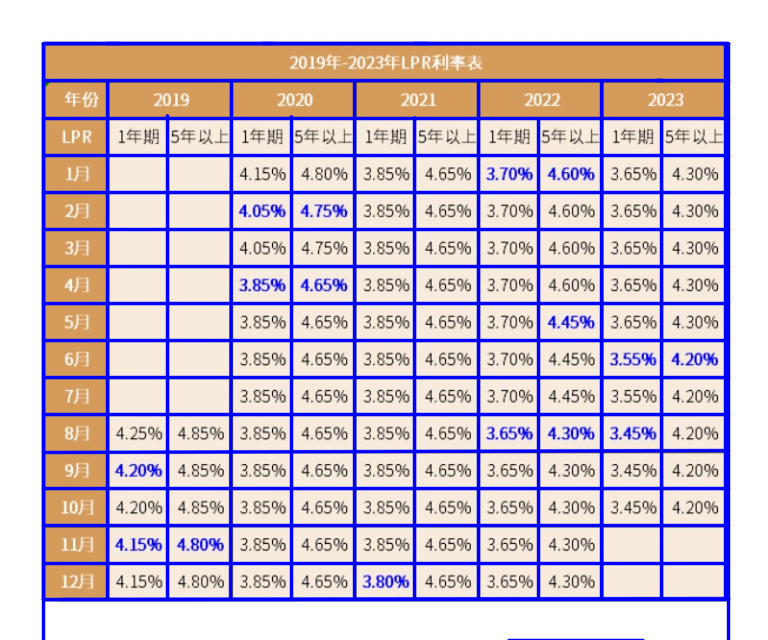 2019年-2023年LPR利率表
年份 2019 2020 2021 2022 2023
LPR 1年期 5年以上 1年期 5年以上 1年期 5年以上 1年期 5年以上 1年期 5年以上
1月 4.15% 4.80% 3.85% 4.65% 3.70% 4.60% 3.65% 4.30%
2月 4.05% 4.75% 3.85% 4.65% 3.70% 4.60% 3.65% 4.30%
3月 4.05% 4.75% 3.85% 4.65% 3.70% 4.60% 3.65% 4.30%
4月 3.85% 4.65% 3.85% 4.65% 3.70% 4.60% 3.65% 4.30%
5月 3.85% 4.65% 3.85% 4.65% 3.70% 4.45% 3.65% 4.30%
6月 3.85% 4.65% 3.85% 4.65% 3.70% 4.45% 3.55% 4.20%
7月 3.85% 4.65% 3.85% 4.65% 3.70% 4.45% 3.55% 4.20%
8月 4.25% 4.85% 3.85% 4.65% 3.85% 4.65% 3.65% 4.30% 3.45% 4.20%
9月 4.20% 4.85% 3.85% 4.65% 3.85% 4.65% 3.65% 4.30% 3.45% 4.20%
10月 4.20% 4.85% 3.85% 4.65% 3.85% 4.65% 3.65% 4.30% 3.45% 4.20%
11月 4.15% 4.80% 3.85% 4.65% 3.85% 4.65% 3.65% 4.30%
12月 4.15% 4.80% 3.85% 4.65% 3.80% 4.65% 3.65% 4.30%